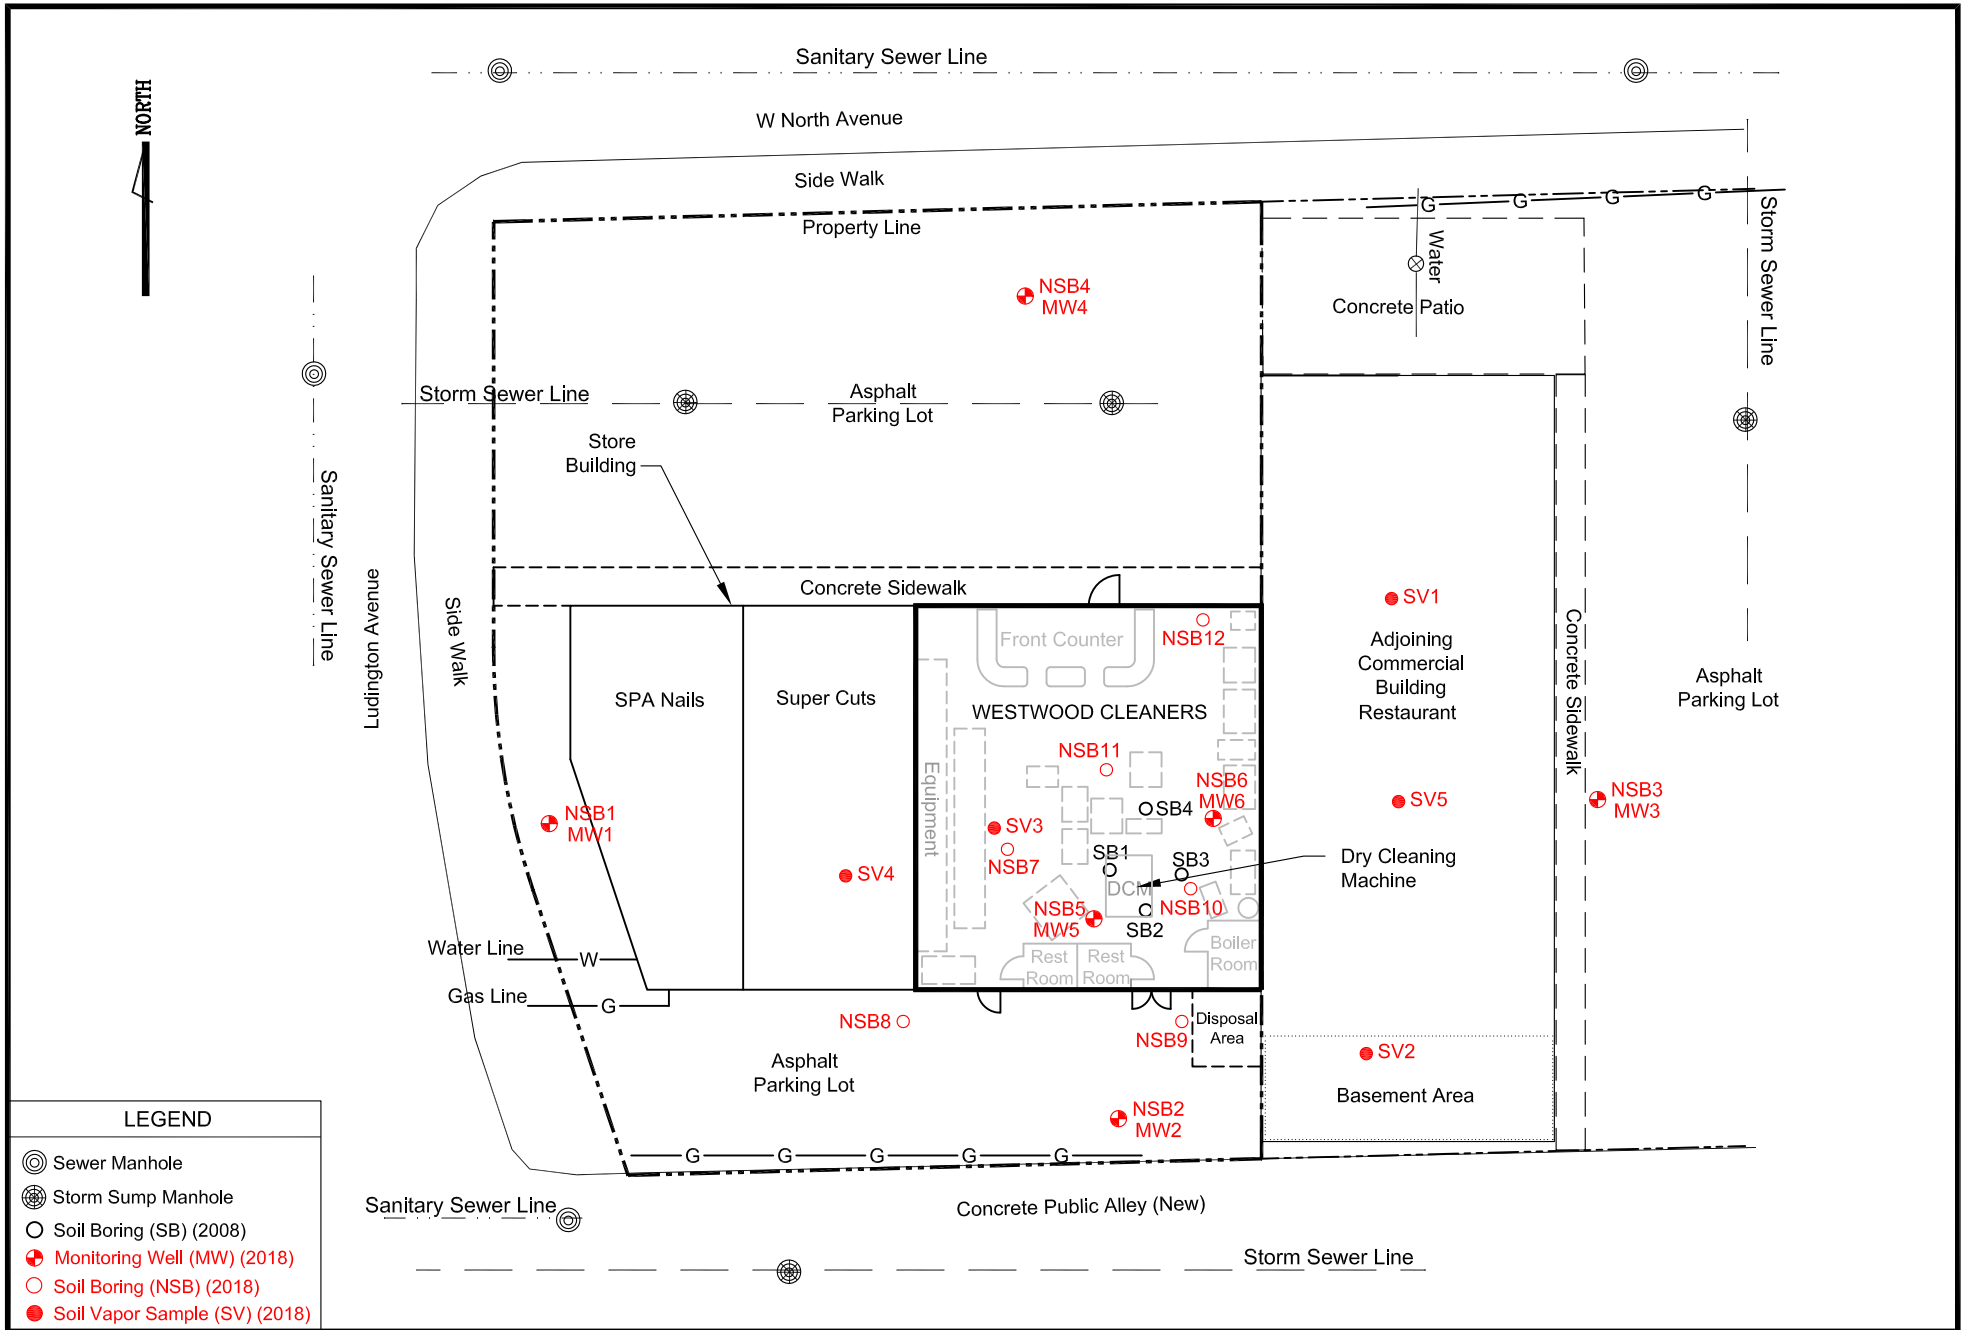 Sanitary Sewer Line
NORTH
W North Avenue
Side Walk
G G G G
Property Line
Water
Storm Sewer Line
NSB4
MW4
Concrete Patio
Storm Sewer Line
Asphalt
Parking Lot
Store
Building
Sanitary Sewer Line
Ludington Avenue
Side Walk
Concrete Sidewalk
SV1
Front Counter
NSB12
Adjoining
Commercial
Building
Restaurant
Concrete Sidewalk
Asphalt
Parking Lot
SPA Nails
Super Cuts
WESTWOOD CLEANERS
NSB11
Equipment
NSB6
MW6
SB4
SV5
NSB3
MW3
NSB1
MW1
SV3
NSB7
SB1
SB3
DCM
Dry Cleaning
Machine
SV4
NSB5
MW5
NSB10
SB2
Rest
Room
Rest
Room
Boiler
Room
Water Line
W
Gas Line
G
NSB8
NSB9
Disposal
Area
SV2
Asphalt
Parking Lot
Basement Area
NSB2
MW2
G G G G G
Sanitary Sewer Line
Concrete Public Alley (New)
Storm Sewer Line
LEGEND
Sewer Manhole
Storm Sump Manhole
Soil Boring (SB) (2008)
Monitoring Well (MW) (2018)
Soil Boring (NSB) (2018)
Soil Vapor Sample (SV) (2018)